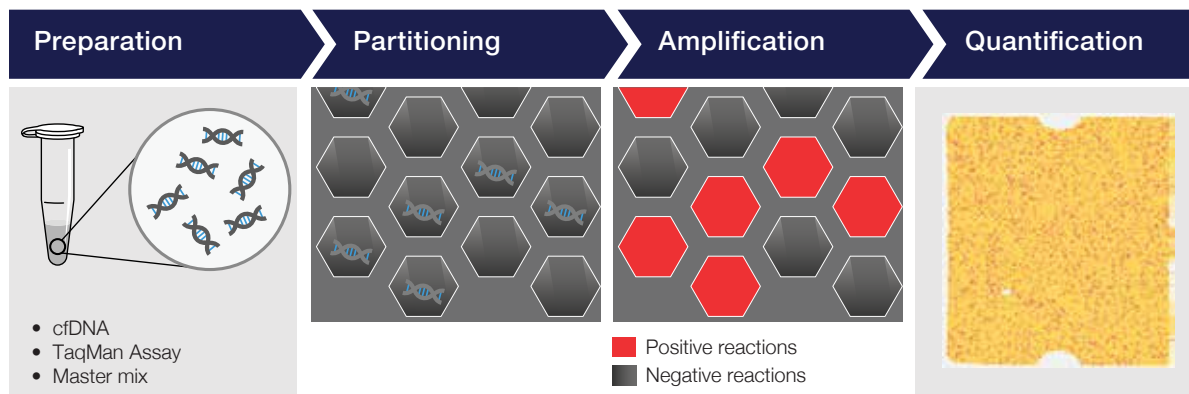 Preparation
Partitioning
Amplification
Quantification
• cfDNA
• TaqMan Assay
• Master mix
Positive reactions
Negative reactions